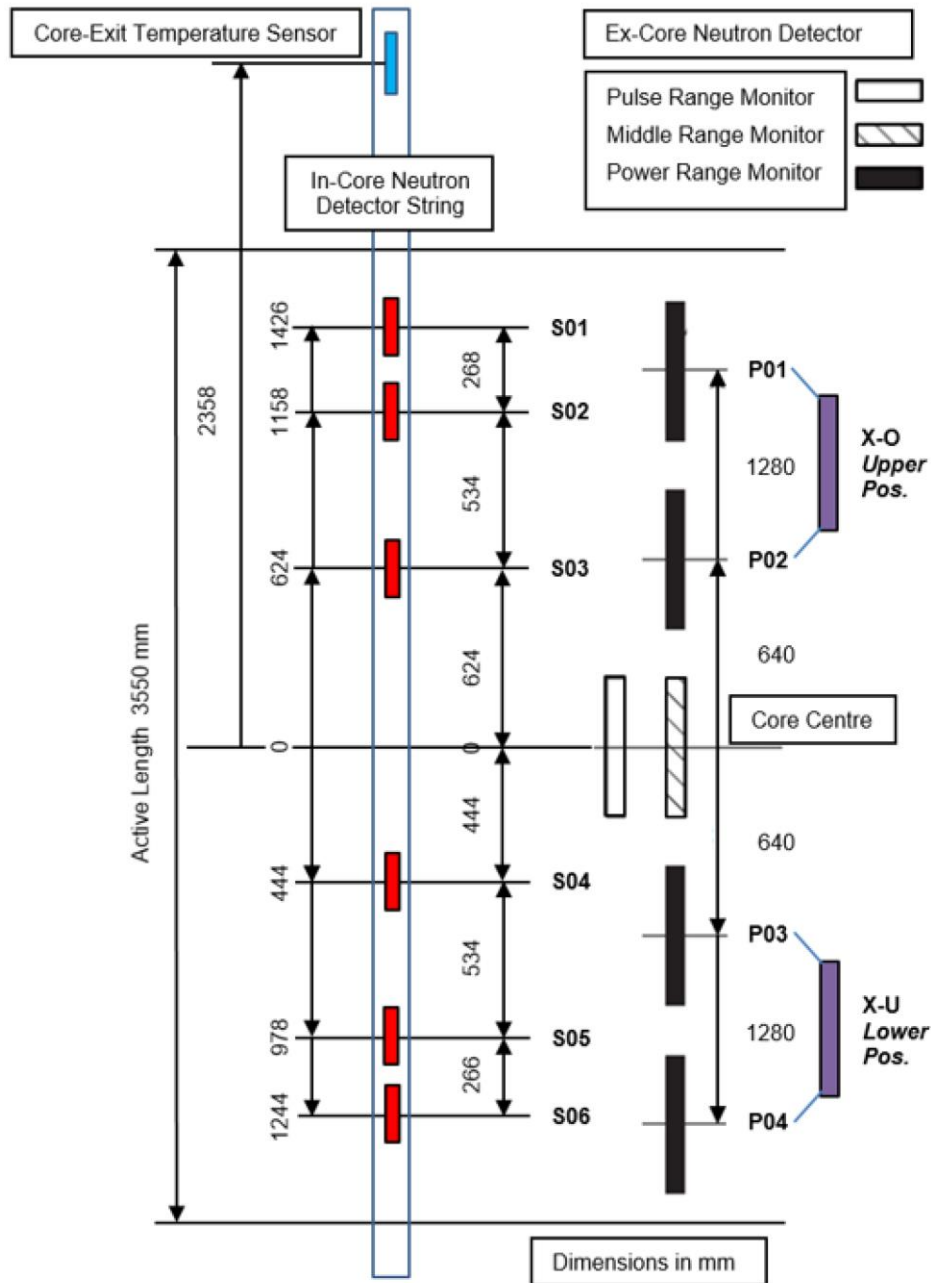 Core-Exit Temperature Sensor
Ex-Core Neutron Detector
Pulse Range Monitor
Middle Range Monitor
Power Range Monitor
In-Core Neutron
Detector String
2358
Active Length 3550 mm
1426
1158
624
0
444
978
1244
268
534
624
0
444
534
266
S01
S02
S03
S04
S05
S06
P01
1280
P02
640
Core Centre
640
P03
1280
P04
X-O
Upper
Pos.
X-U
Lower
Pos.
Dimensions in mm